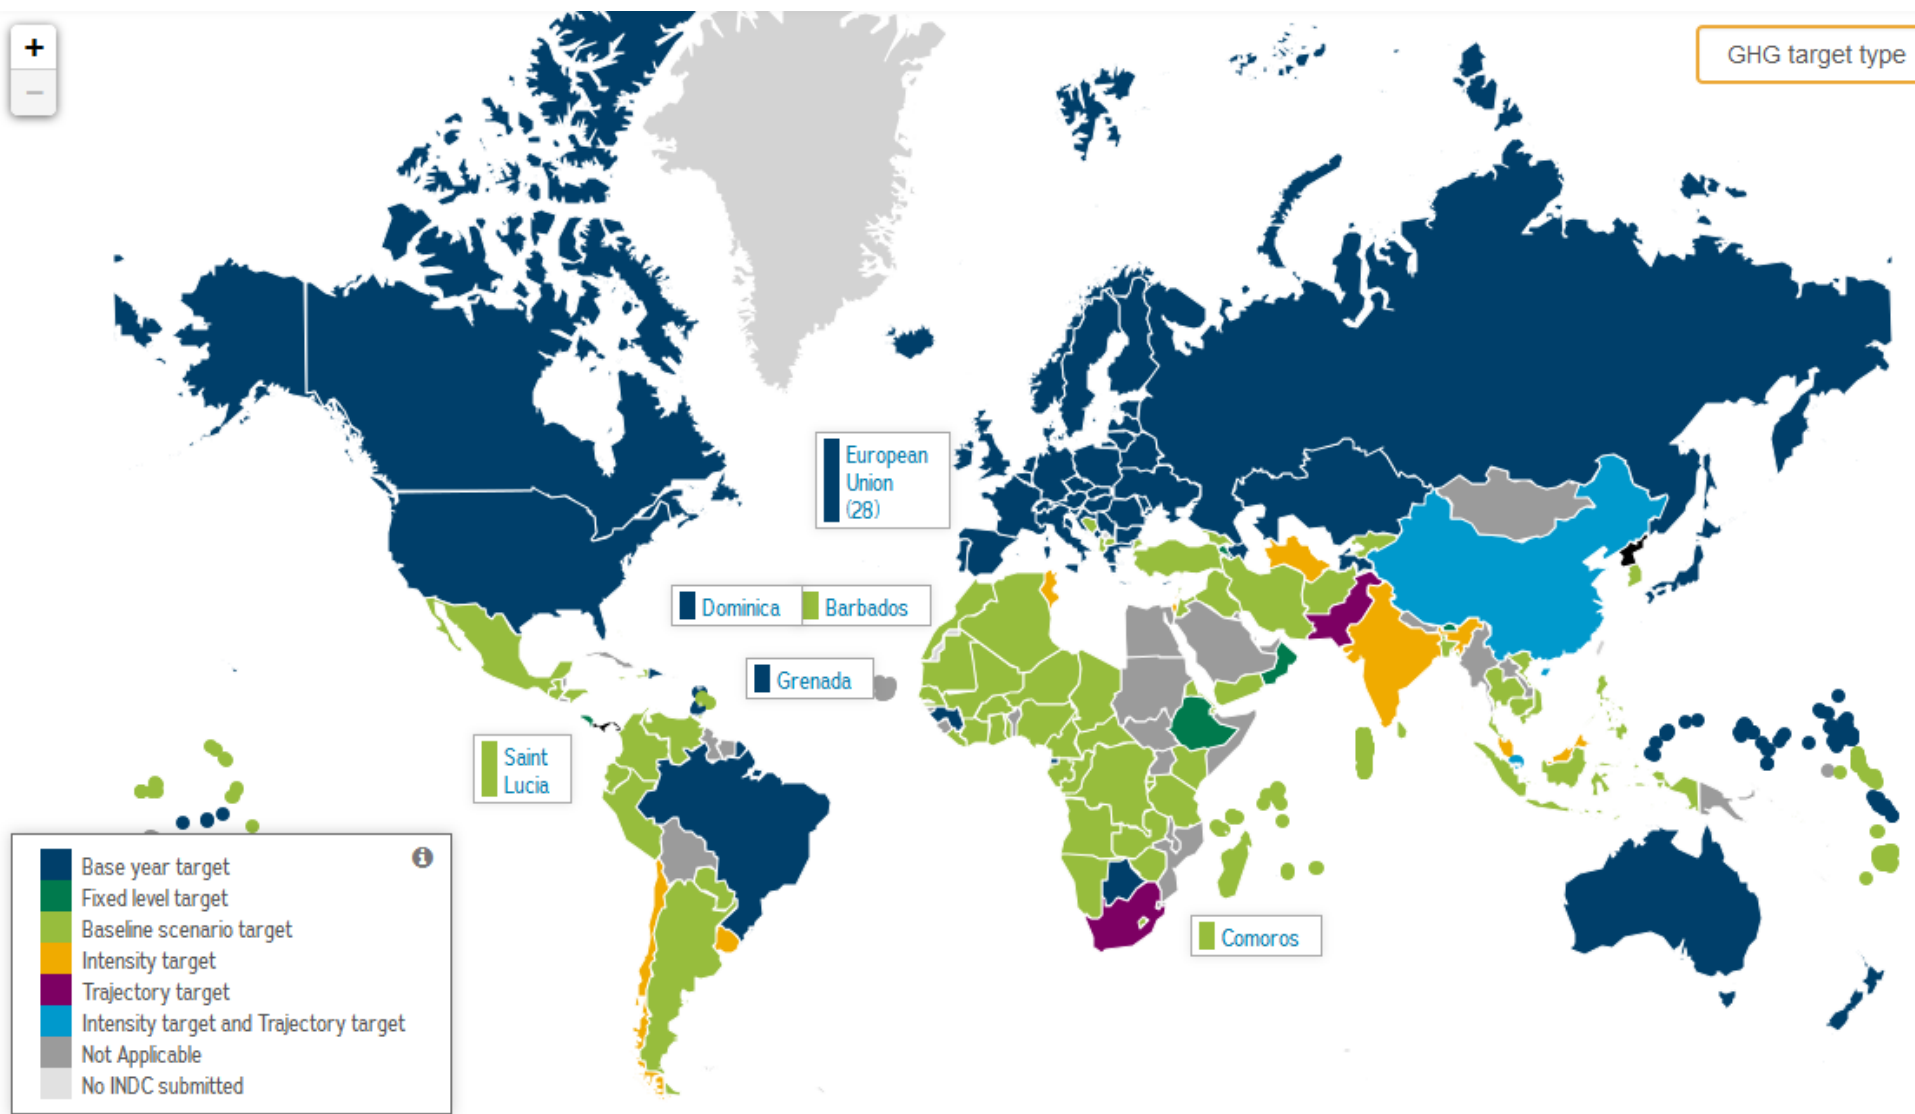 +
−
GHG target type
European
Union
(28)
Dominica
Barbados
Grenada
Saint
Lucia
Comoros
Base year target
Fixed level target
Baseline scenario target
Intensity target
Trajectory target
Intensity target and Trajectory target
Not Applicable
No INDC submitted